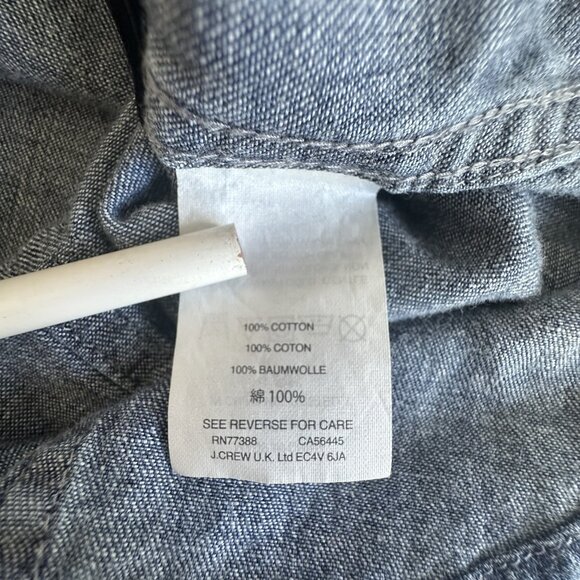 100% COTTON
100% COTON
100% BAUMWOLLE
綿 100%
SEE REVERSE FOR CARE
RN77388 CA56445
J.CREW U.K. Ltd EC4V 6JA